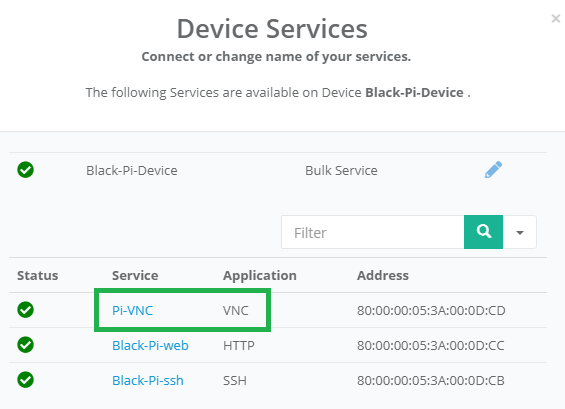 ×
Device Services
Connect or change name of your services.
The following Services are available on Device Black-Pi-Device .
Black-Pi-Device Bulk Service
Filter
Status Service Application Address
Pi-VNC VNC 80:00:00:05:3A:00:0D:CD
Black-Pi-web HTTP 80:00:00:05:3A:00:0D:CC
Black-Pi-ssh SSH 80:00:00:05:3A:00:0D:CB